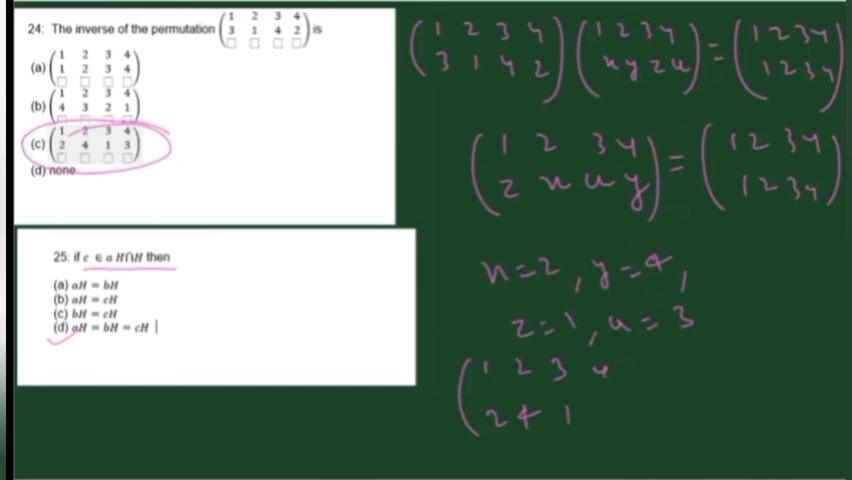 24: The inverse of the permutation (1 2 3 4
3 1 4 2) is
(a) (1 2 3 4
1 2 3 4)
(b) (1 2 3 4
4 3 2 1)
(c) (1 2 3 4
2 4 1 3)
(d) none
25: if c ∈ a H∩H then
(a) aH = bH
(b) aH = cH
(c) bH = cH
(d) aH = bH = cH
(1 2 3 4) (1 2 3 4) = (1 2 3 4)
(3 1 4 2) (x y z u) = (1 2 3 4)
(1 2 3 4) = (1 2 3 4)
(z x u y) = (1 2 3 4)
x = 2, y = 4,
z = 1, u = 3
(1 2 3 4
2 4 1